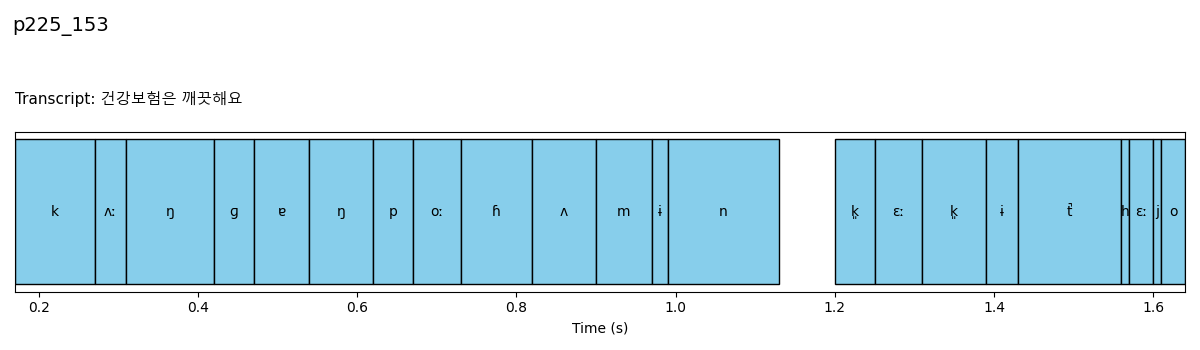 p225_153
Transcript: 건강보험은 깨끗해요
k ʌː ŋ ɡ ɐ ŋ p oː ɦ ʌ m ɨ n k͈ ɛː k͈ ɨ t̚ h ɛː j o
0.2 0.4 0.6 0.8 1.0 1.2 1.4 1.6
Time (s)